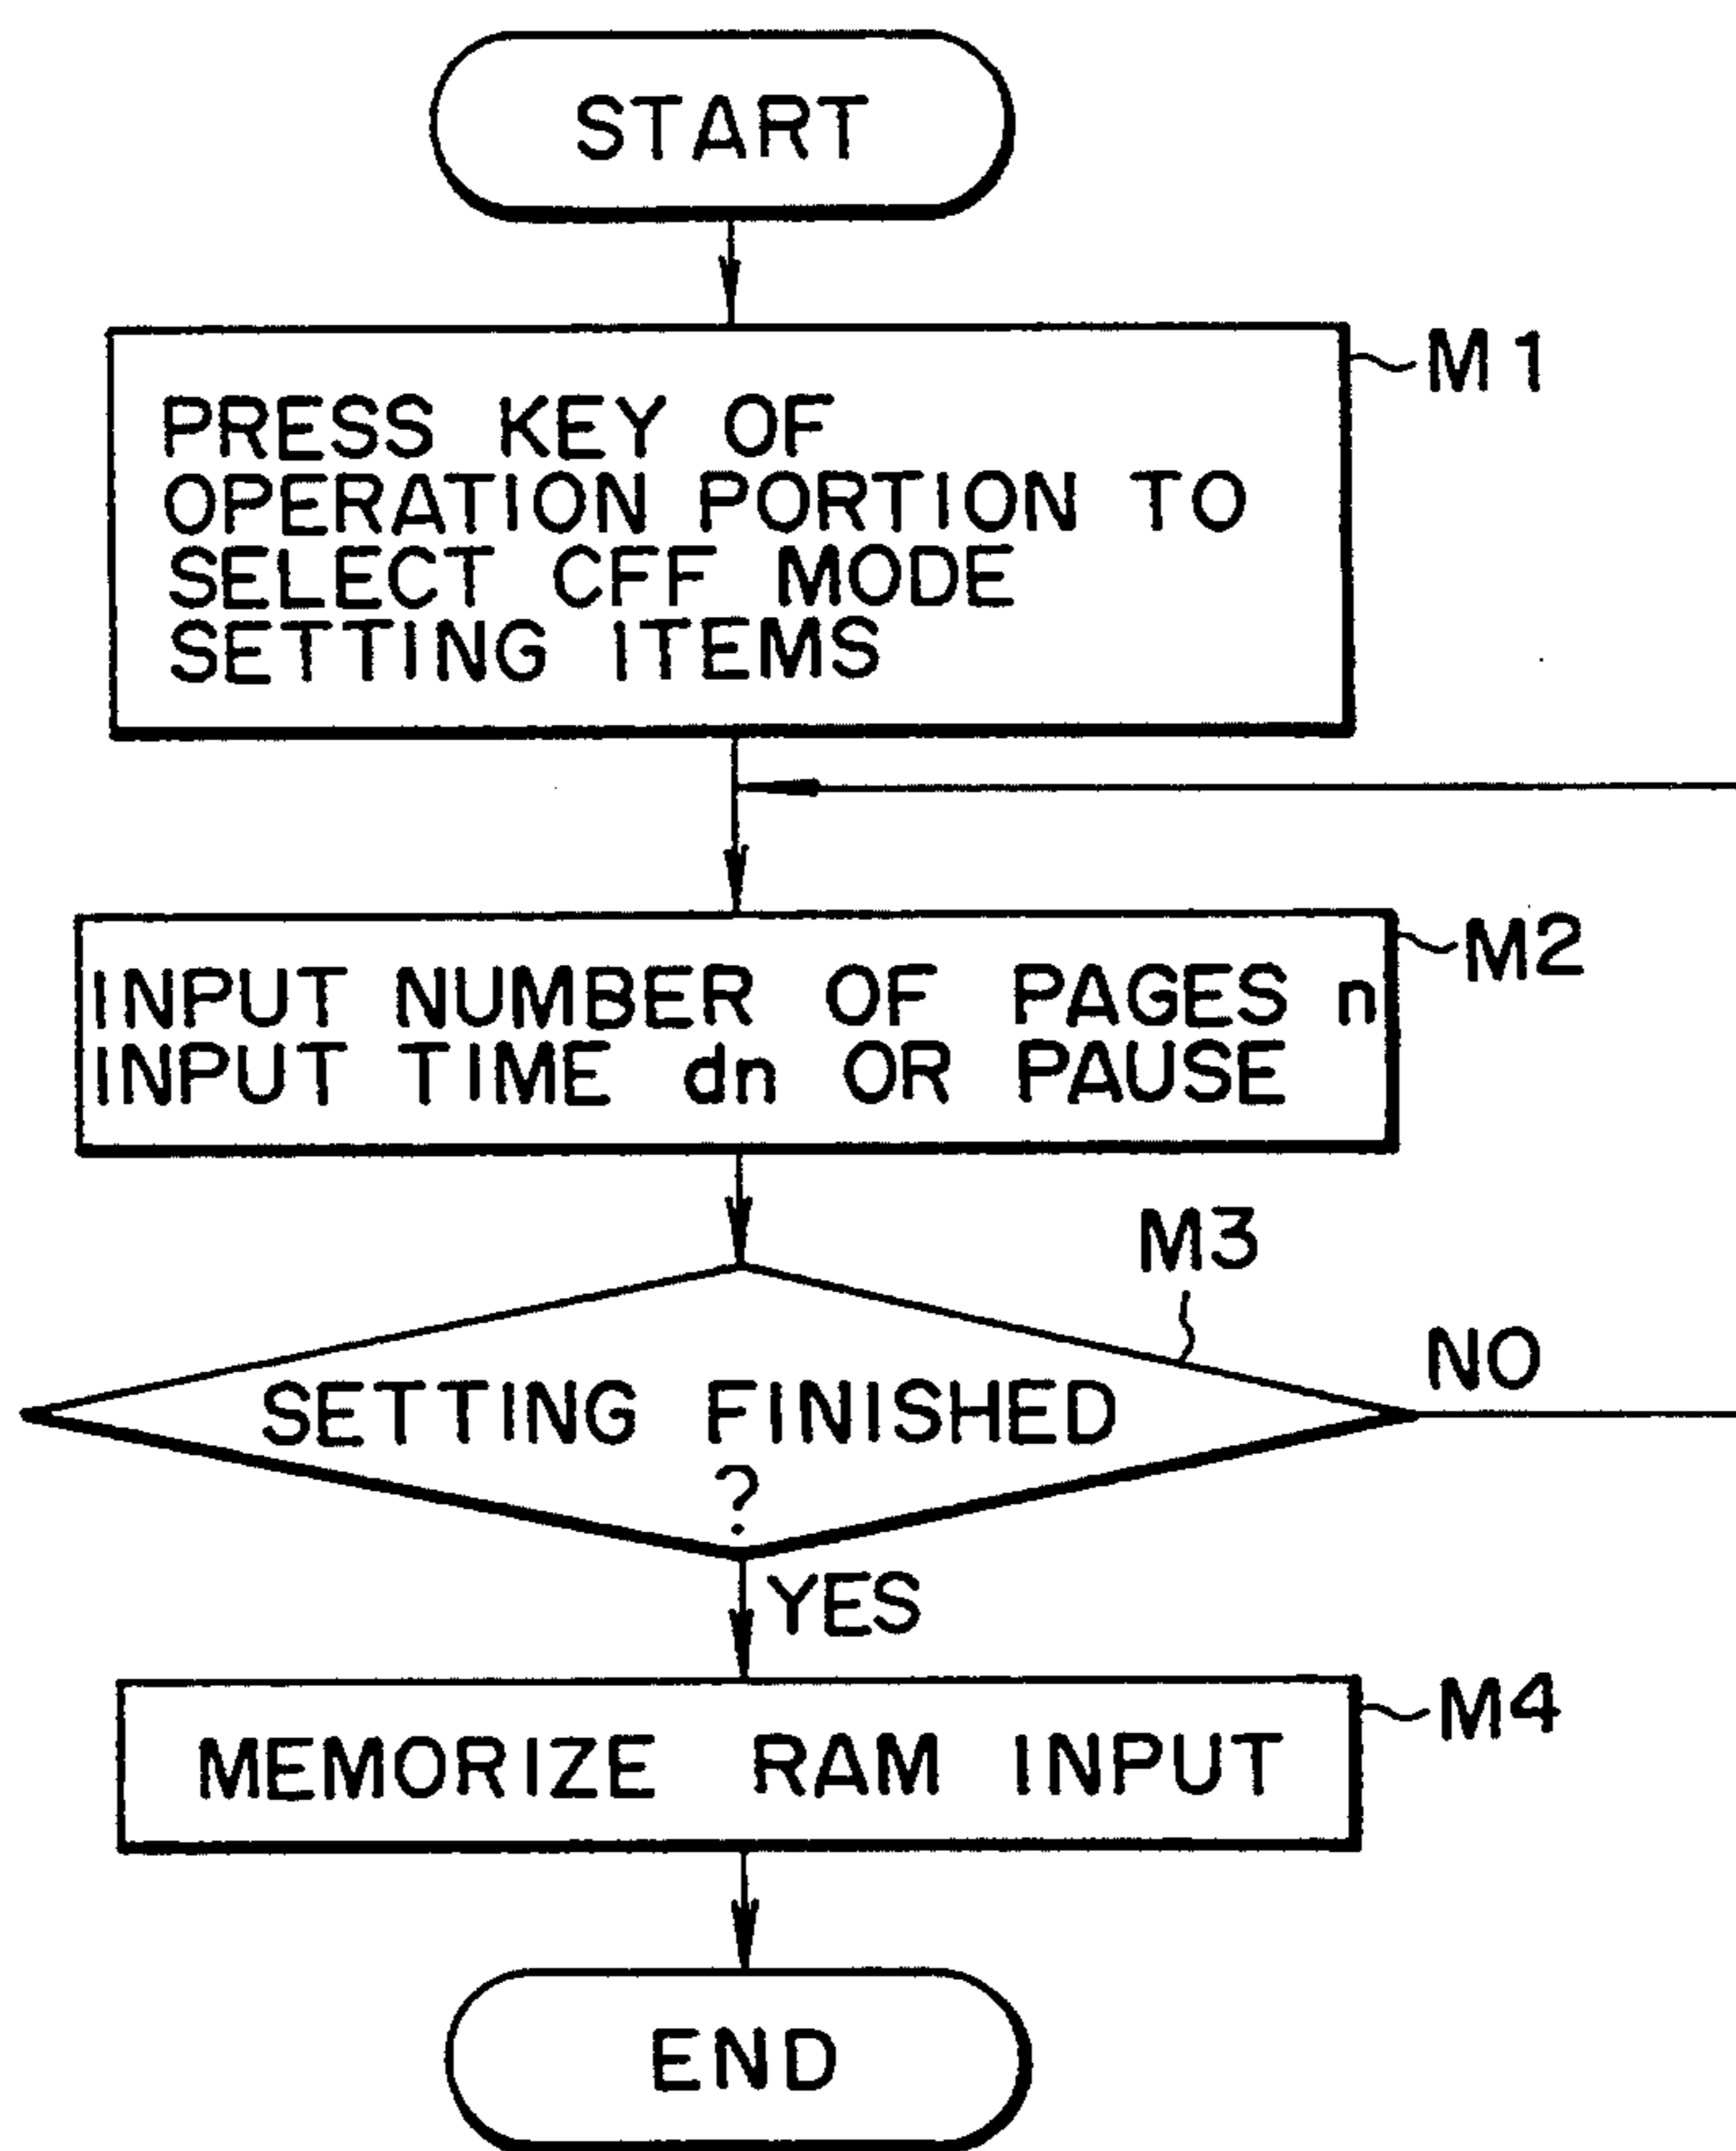 START
M1
PRESS KEY OF
OPERATION PORTION TO
SELECT CFF MODE
SETTING ITEMS
M2
INPUT NUMBER OF PAGES n
INPUT TIME dn OR PAUSE
M3
NO
SETTING FINISHED
?
YES
M4
MEMORIZE RAM INPUT
END